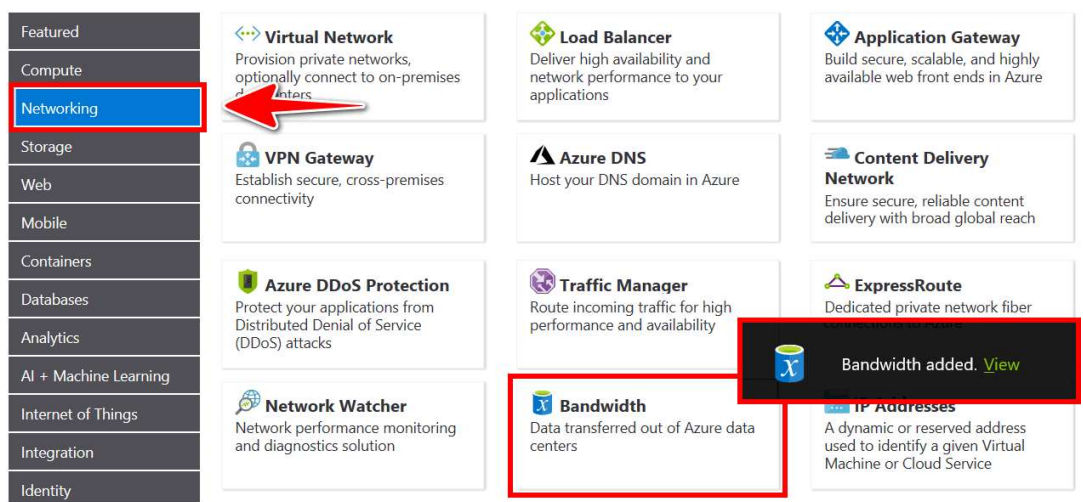 Featured
Compute
Networking
Storage
Web
Mobile
Containers
Databases
Analytics
AI + Machine Learning
Internet of Things
Integration
Identity
Virtual Network
Provision private networks,
optionally connect to on-premises
Load Balancer
Deliver high availability and
network performance to your
applications
Application Gateway
Build secure, scalable, and highly
available web front ends in Azure
VPN Gateway
Establish secure, cross-premises
connectivity
Azure DNS
Host your DNS domain in Azure
Content Delivery
Network
Ensure secure, reliable content
delivery with broad global reach
Azure DDoS Protection
Protect your applications from
Distributed Denial of Service
(DDoS) attacks
Traffic Manager
Route incoming traffic for high
performance and availability
ExpressRoute
Dedicated private network fiber
Bandwidth added. View
Network Watcher
Network performance monitoring
and diagnostics solution
Bandwidth
Data transferred out of Azure data
centers
IP Addresses
A dynamic or reserved address
used to identify a given Virtual
Machine or Cloud Service